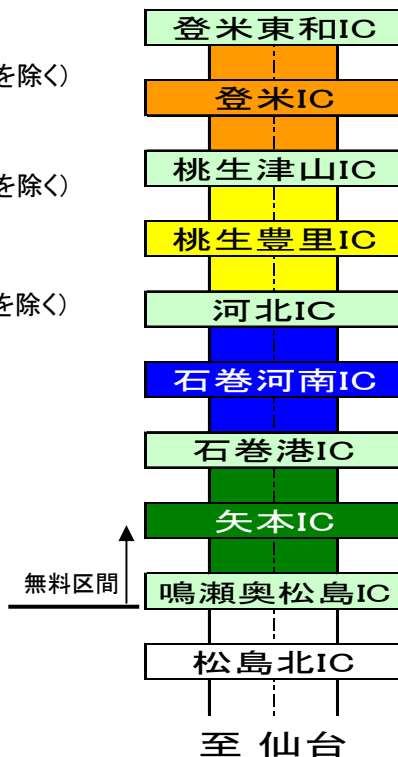 登米東和IC
を除く)
登米IC
桃生津山IC
を除く)
桃生豊里IC
河北IC
を除く)
石巻河南IC
石巻港IC
矢本IC
無料区間
鳴瀬奥松島IC
松島北IC
至 仙台